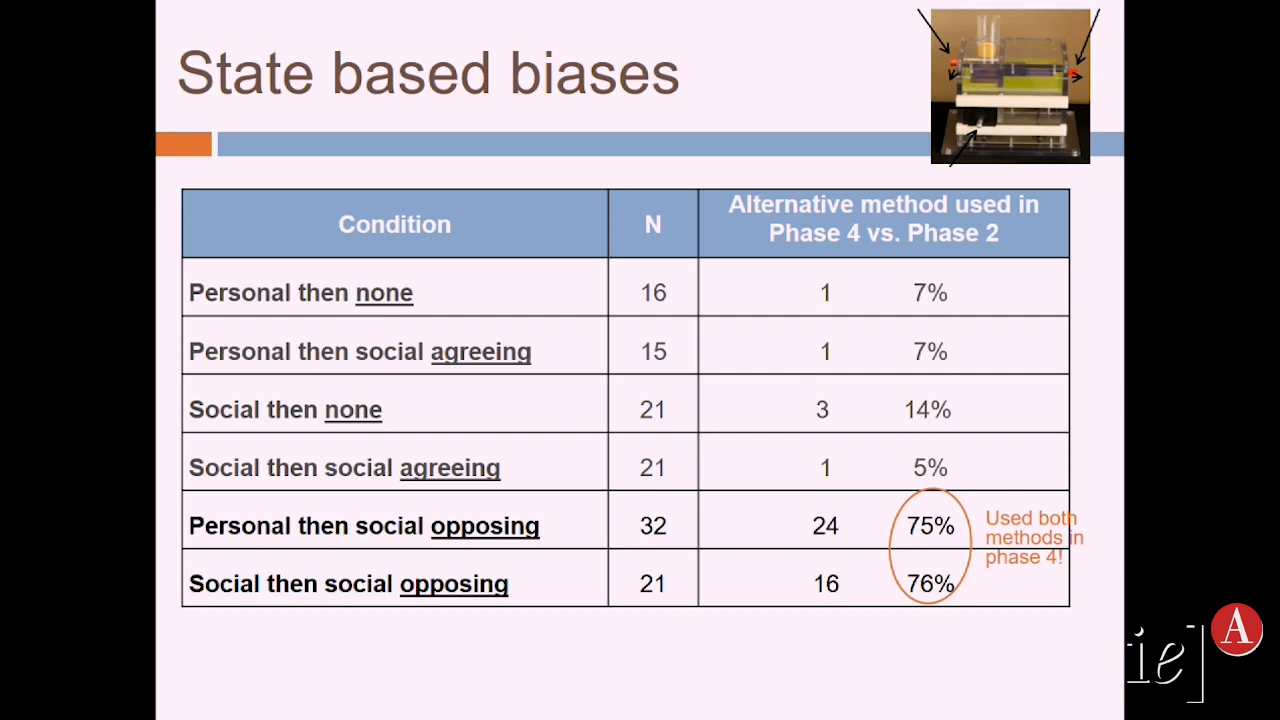 State based biases
Condition N Alternative method used in Phase 4 vs. Phase 2
Personal then none 16 1 7%
Personal then social agreeing 15 1 7%
Social then none 21 3 14%
Social then social agreeing 21 1 5%
Personal then social opposing 32 24 75%
Used both
methods in
phase 4!
Social then social opposing 21 16 76%
ie]
A